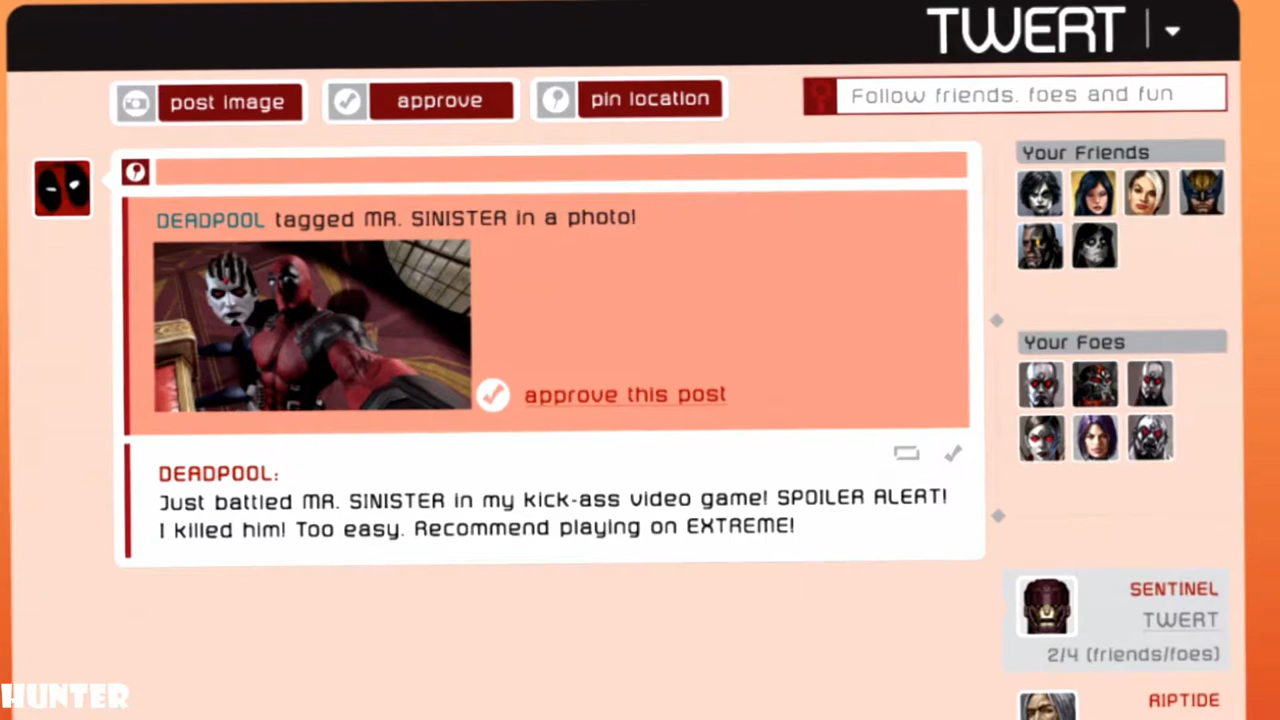 TWERT
post image
approve
pin location
Follow friends, foes and fun
Your Friends
DEADPOOL tagged MR. SINISTER in a photo!
Your Foes
approve this post
DEADPOOL:
Just battled MR. SINISTER in my kick-ass video game! SPOILER ALERT!
I killed him! Too easy. Recommend playing on EXTREME!
SENTINEL
TWERT
2/4 (friends/foes)
HUNTER
RIPTIDE